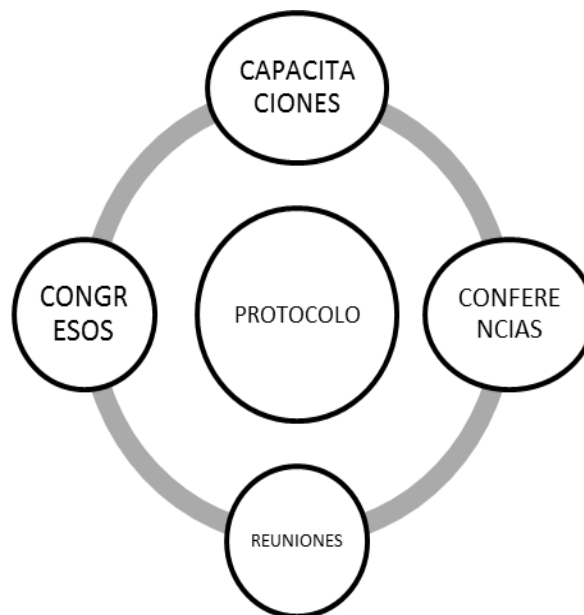 CAPACITA
CIONES
CONGR
ESOS
PROTOCOLO
CONFERE
NCIAS
REUNIONES